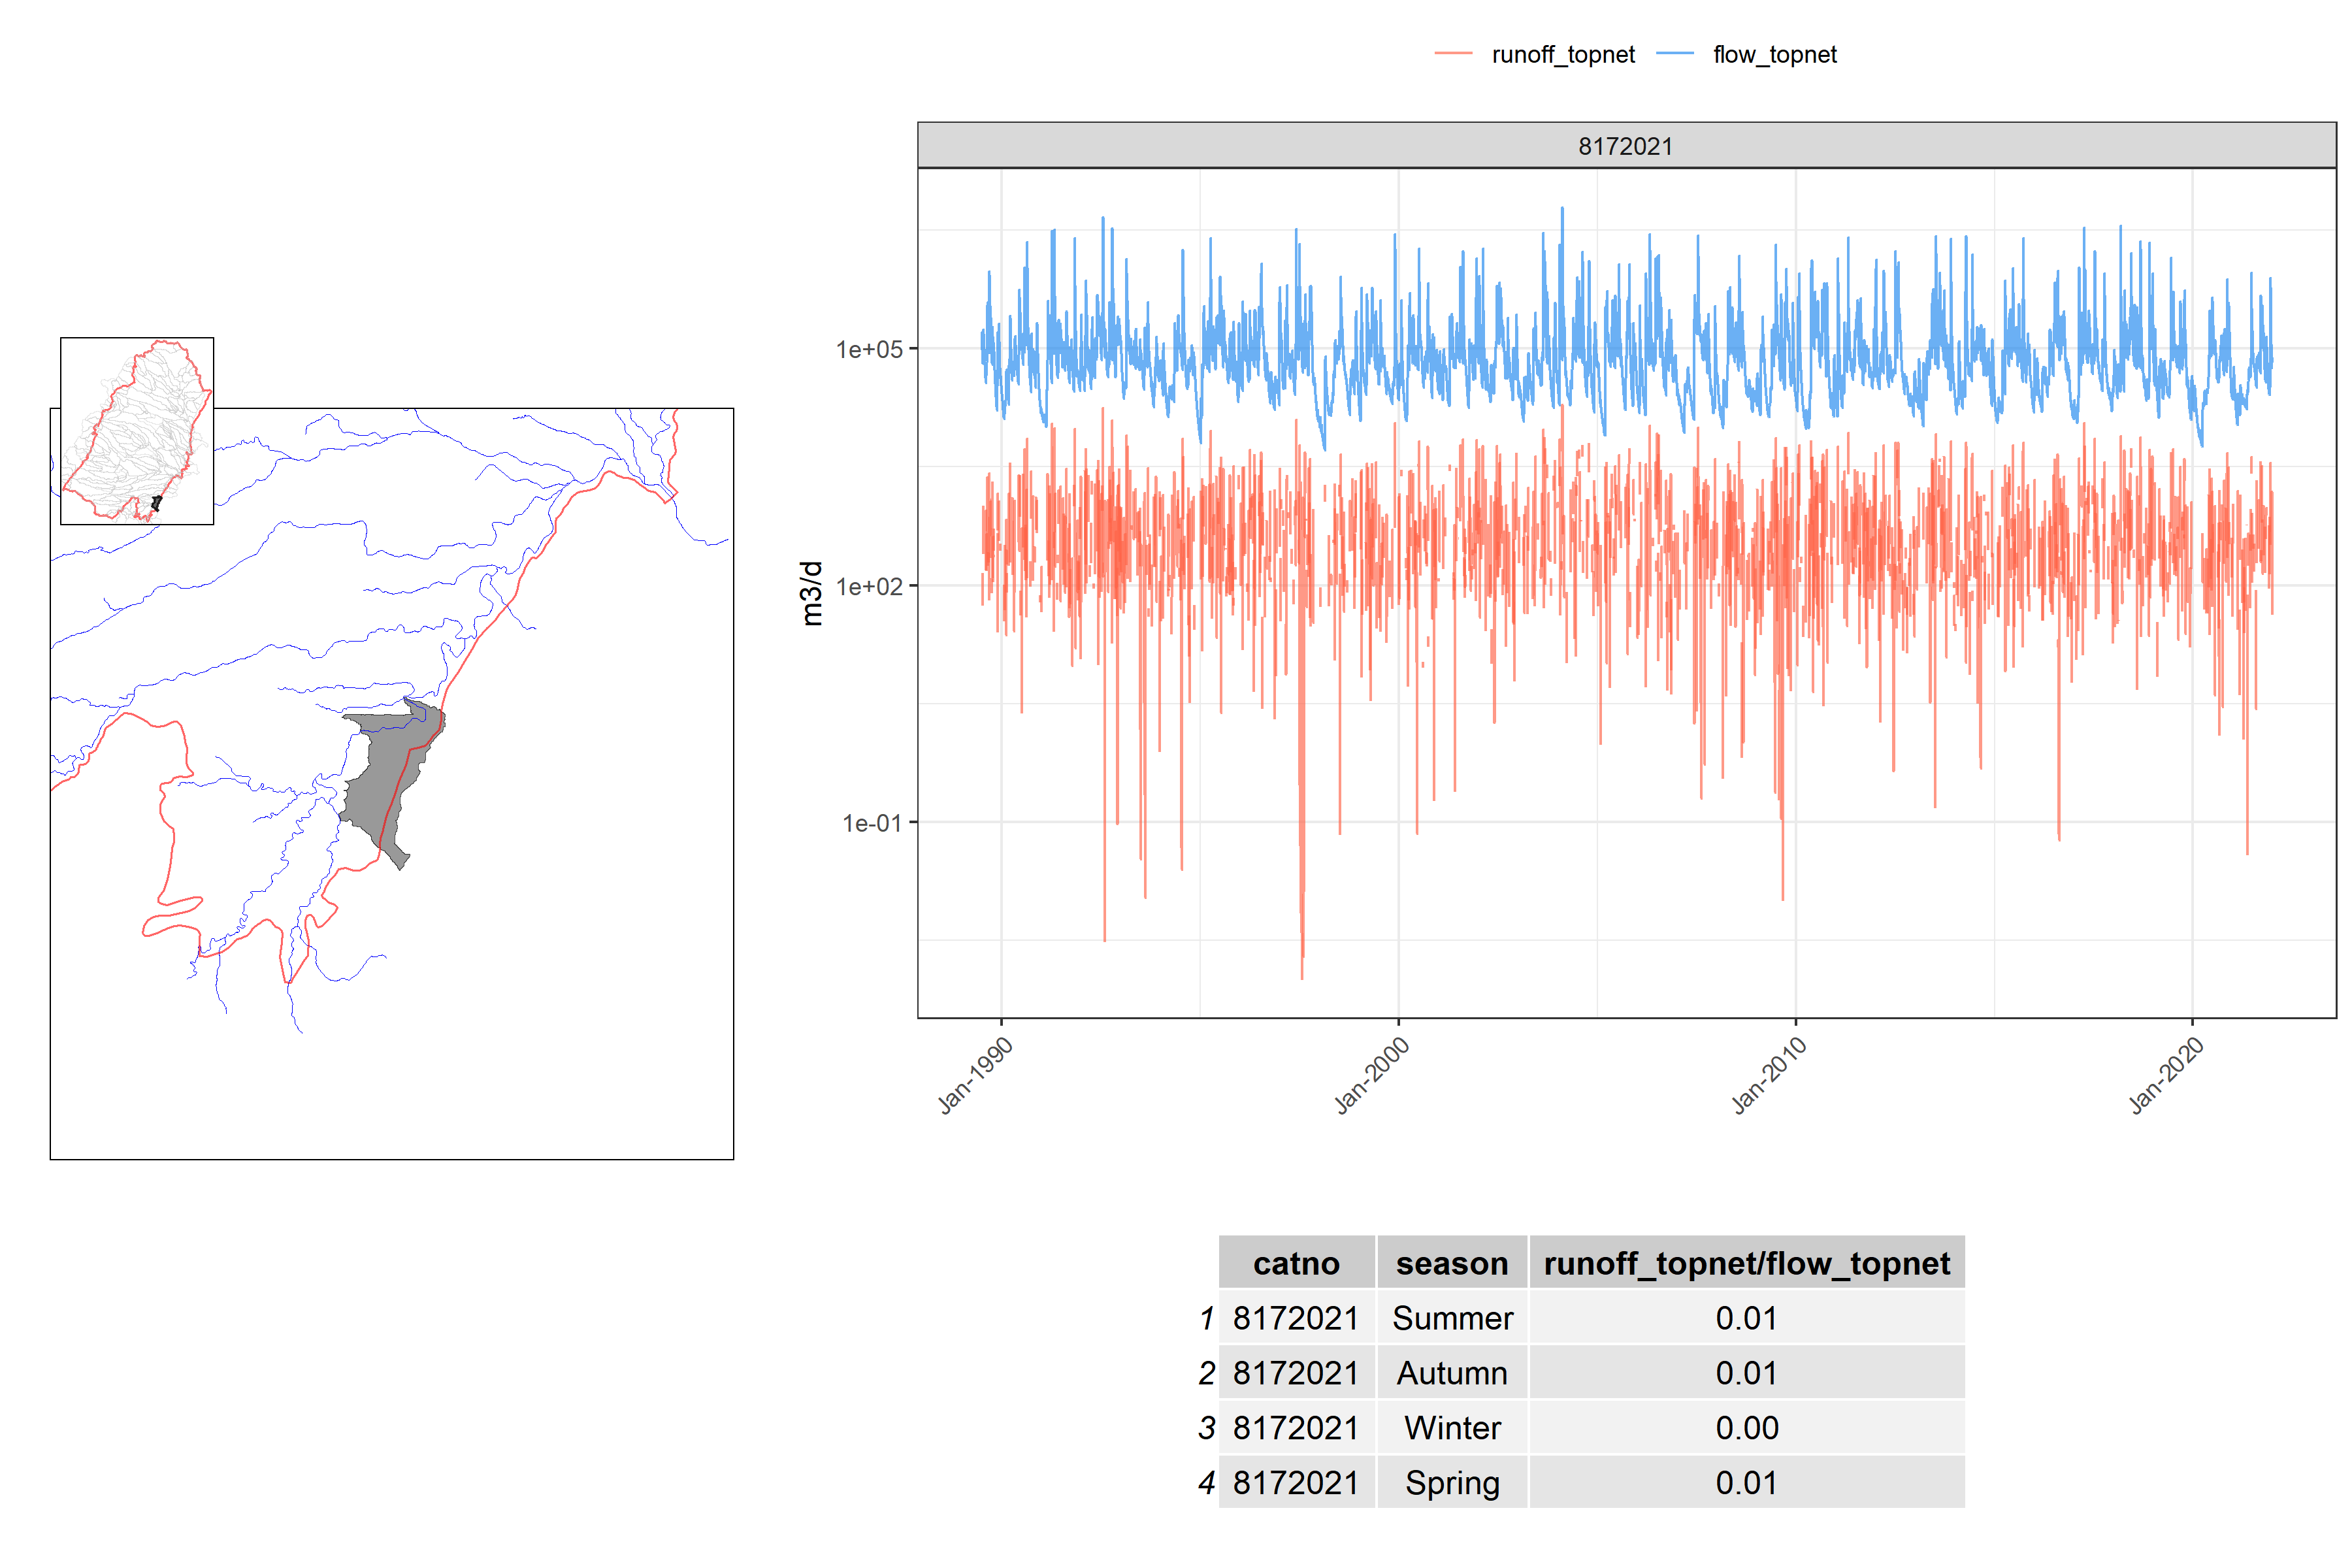 runoff_topnet flow_topnet
8172021
m3/d
1e+05
1e+02
1e-01
Jan-1990
Jan-2000
Jan-2010
Jan-2020
catno season runoff_topnet/flow_topnet
1 8172021 Summer 0.01
2 8172021 Autumn 0.01
3 8172021 Winter 0.00
4 8172021 Spring 0.01